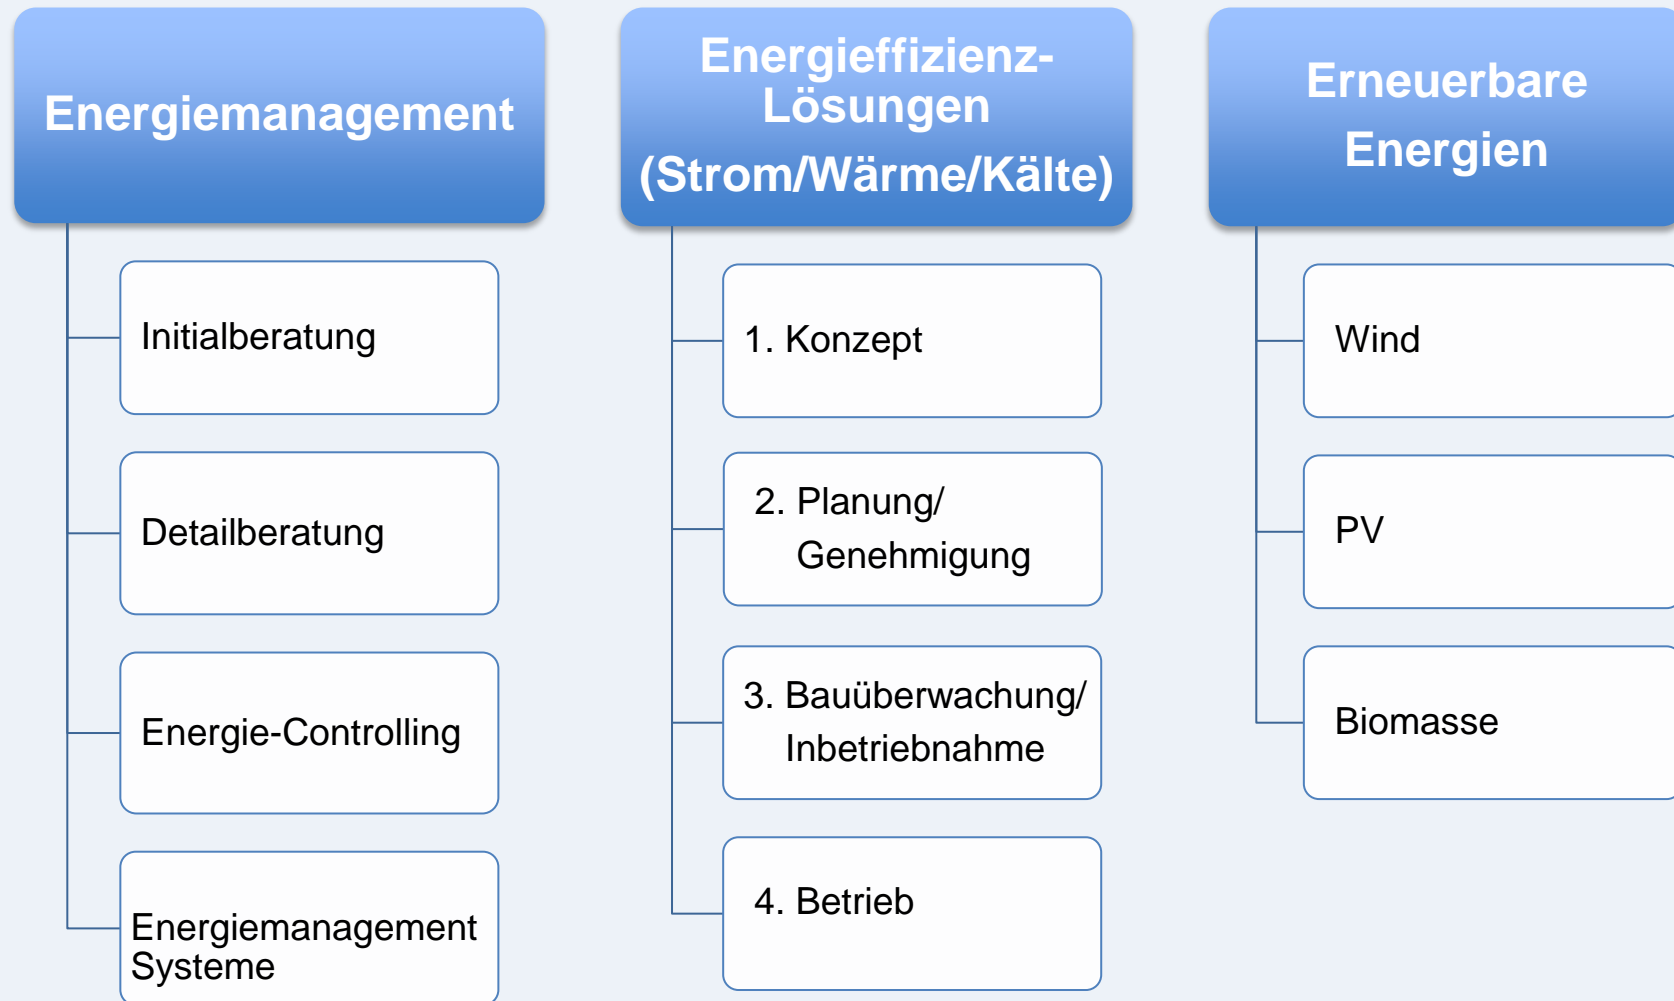 Energiemanagement
Initialberatung
Detailberatung
Energie-Controlling
Energiemanagement
Systeme
Energieffizienz-
Lösungen
(Strom/Wärme/Kälte)
1. Konzept
2. Planung/
Genehmigung
3. Bauüberwachung/
Inbetriebnahme
4. Betrieb
Erneuerbare
Energien
Wind
PV
Biomasse